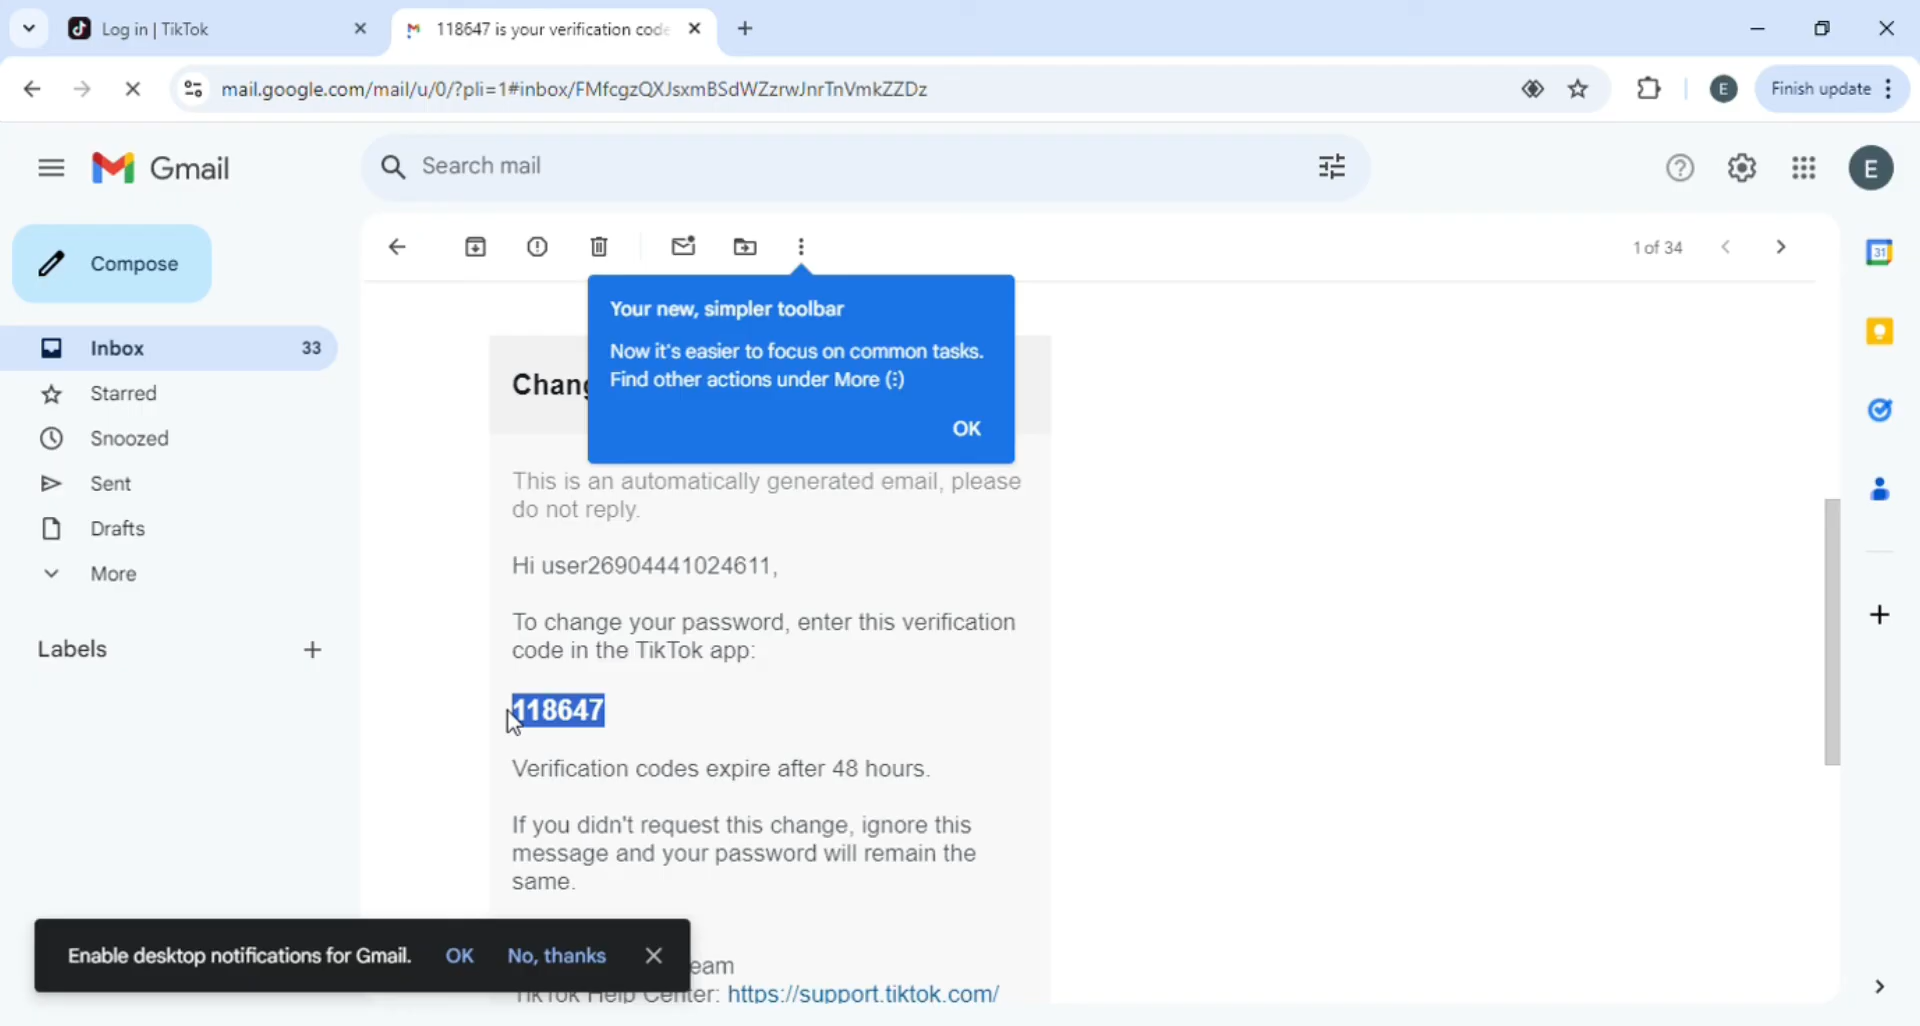 Log in | TikTok
118647 is your verification code
mail.google.com/mail/u/0/?pli=1#inbox/FMfcgzQXJsxmBSdWZzrwJnrTnVmkZZDz
E
Finish update
Gmail
Search mail
E
Compose
1 of 34
31
Your new, simpler toolbar
Now it's easier to focus on common tasks.
Find other actions under More (⋮)
OK
Inbox 33
Starred
Snoozed
Sent
Drafts
More
Labels
This is an automatically generated email, please
do not reply.
Hi user26904441024611,
To change your password, enter this verification
code in the TikTok app:
118647
Verification codes expire after 48 hours.
If you didn't request this change, ignore this
message and your password will remain the
same.
TikTok Help Center: https://support.tiktok.com/
Enable desktop notifications for Gmail. OK No, thanks